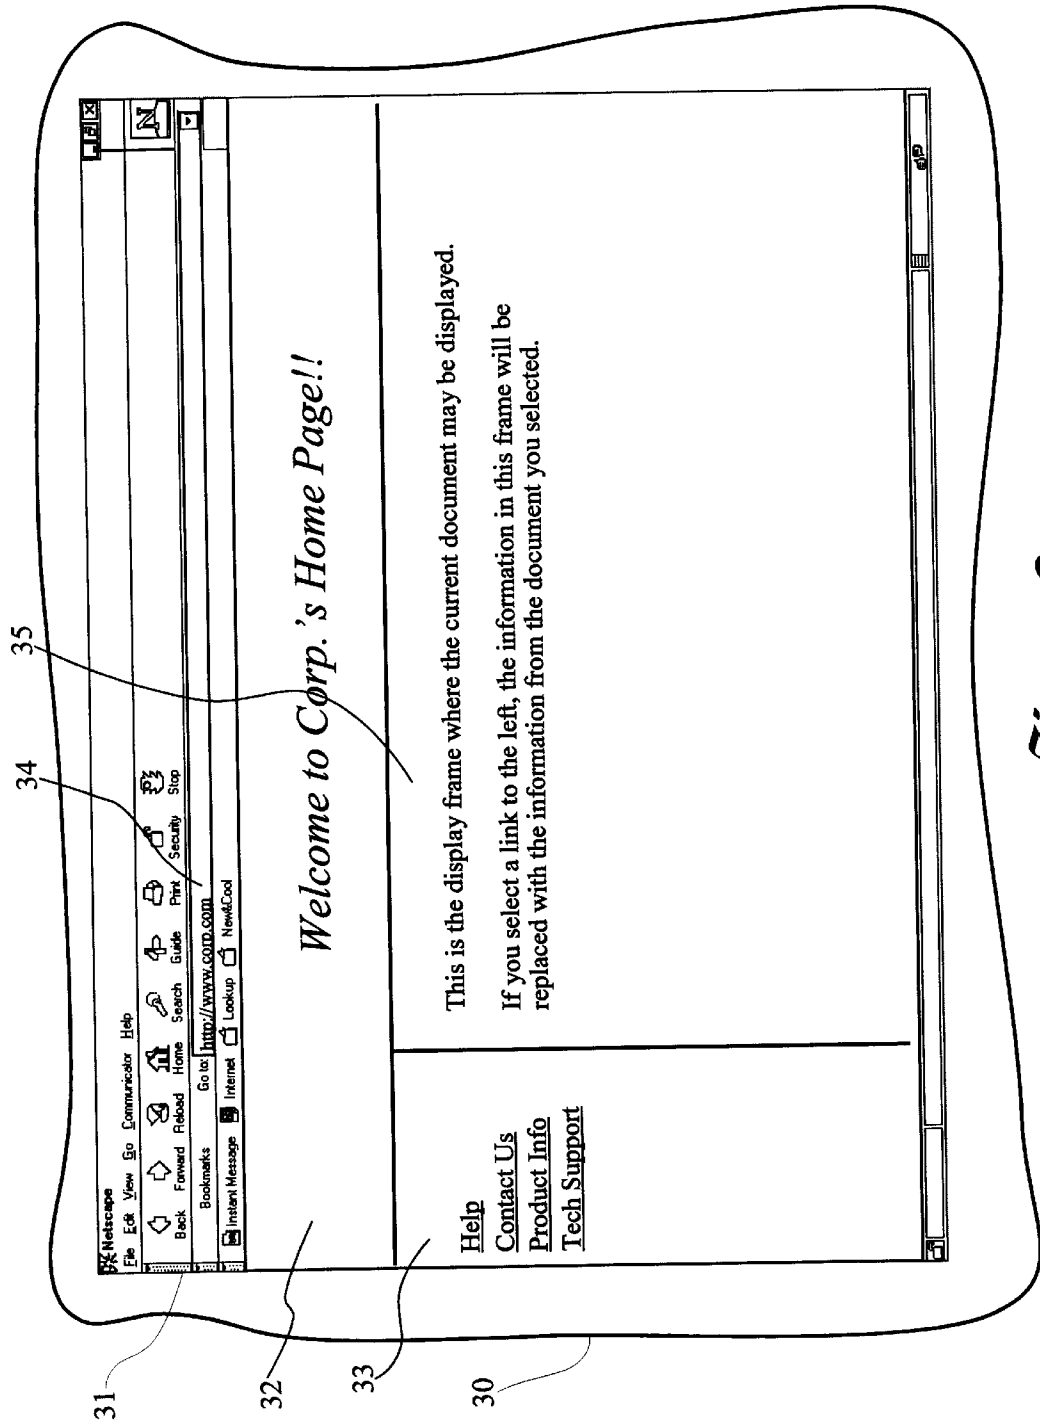 Netscape
File Edit View Go Communicator Help
Back Forward Reload Home Search Guide Print Security Stop
N
Bookmarks Go to: http://www.corp.com
Instant Message Internet Lookup New&Cool
Welcome to Corp.'s Home Page!!
Help
Contact Us
Product Info
Tech Support
This is the display frame where the current document may be displayed.
If you select a link to the left, the information in this frame will be
replaced with the information from the document you selected.
31
32
33
30
34
35